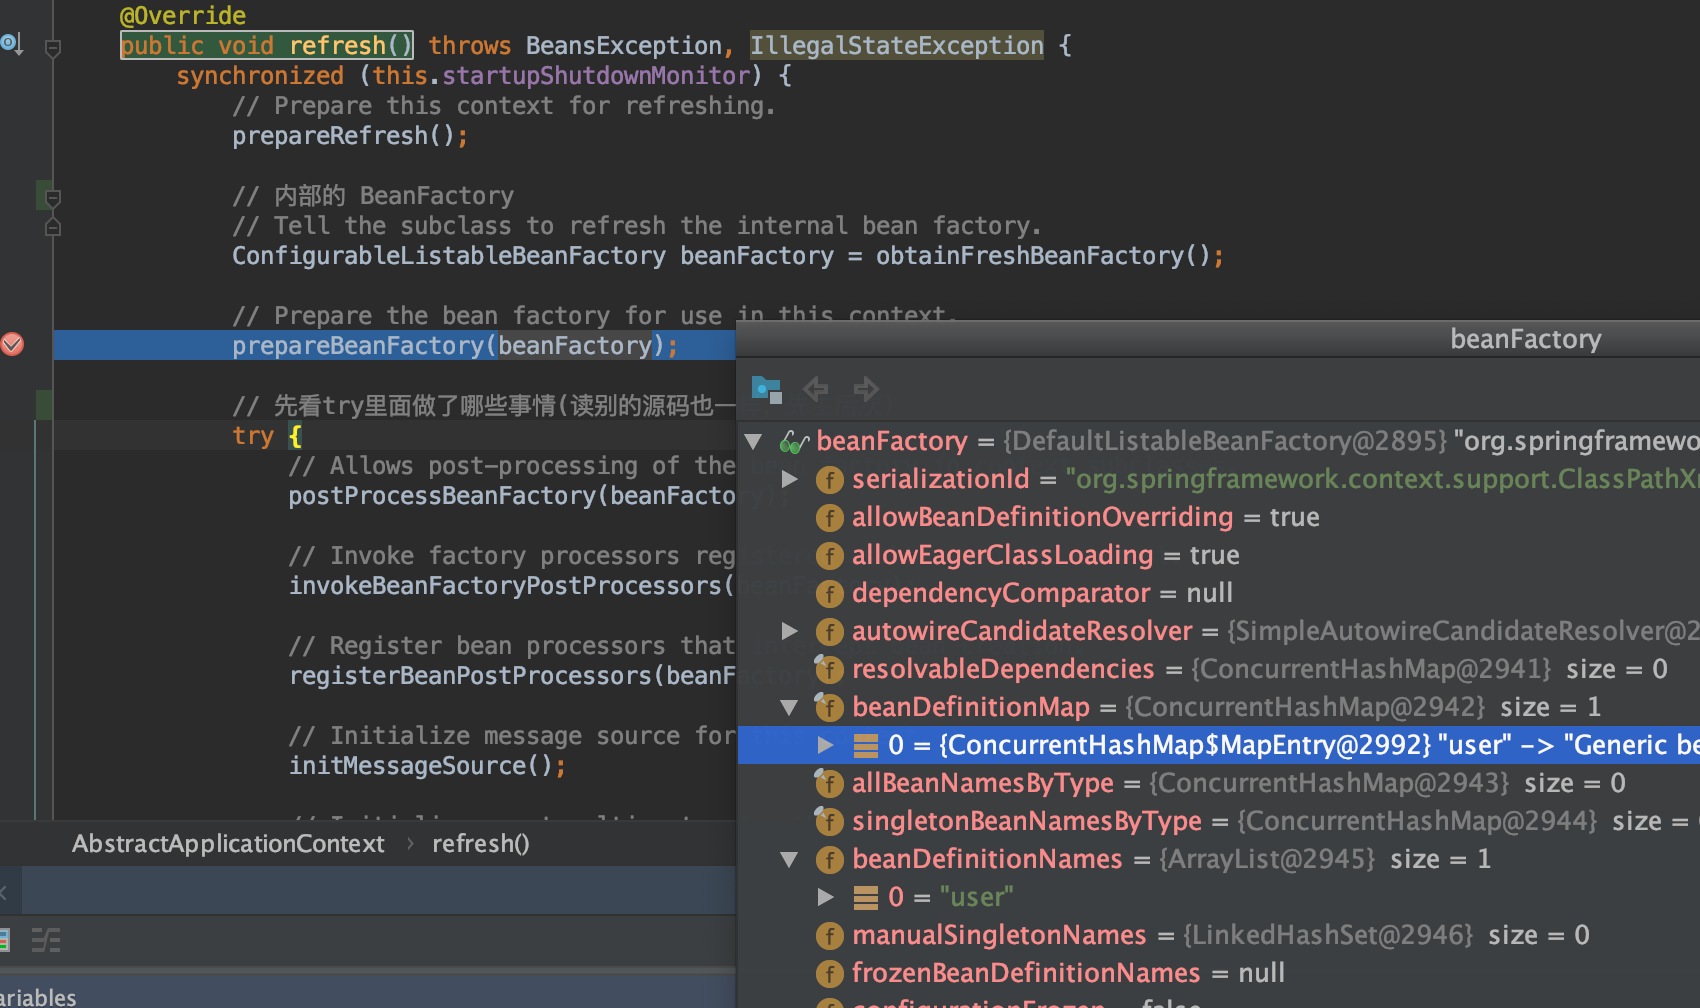 @Override
public void refresh() throws BeansException, IllegalStateException {
synchronized (this.startupShutdownMonitor) {
// Prepare this context for refreshing.
prepareRefresh();
// 内部的 BeanFactory
// Tell the subclass to refresh the internal bean factory.
ConfigurableListableBeanFactory beanFactory = obtainFreshBeanFactory();
// Prepare the bean factory for use in this context.
prepareBeanFactory(beanFactory);
// 先看try里面做了哪些事情(读别的源码也一
try {
// Allows post-processing of the
postProcessBeanFactory(beanFactory);
// Invoke factory processors
invokeBeanFactoryPostProcessors(
// Register bean processors that
registerBeanPostProcessors(
// Initialize message source for
initMessageSource();
AbstractApplicationContext › refresh()
beanFactory
beanFactory = {DefaultListableBeanFactory@2895} "org.springframewo
serializationId = "org.springframework.context.support.ClassPathX
allowBeanDefinitionOverriding = true
allowEagerClassLoading = true
dependencyComparator = null
autowireCandidateResolver = {SimpleAutowireCandidateResolver@2
resolvableDependencies = {ConcurrentHashMap@2941} size = 0
beanDefinitionMap = {ConcurrentHashMap@2942} size = 1
0 = {ConcurrentHashMap$MapEntry@2992} "user" -> "Generic be
allBeanNamesByType = {ConcurrentHashMap@2943} size = 0
singletonBeanNamesByType = {ConcurrentHashMap@2944} size =
beanDefinitionNames = {ArrayList@2945} size = 1
0 = "user"
manualSingletonNames = {LinkedHashSet@2946} size = 0
frozenBeanDefinitionNames = null
configurationFrozen = false
ariables